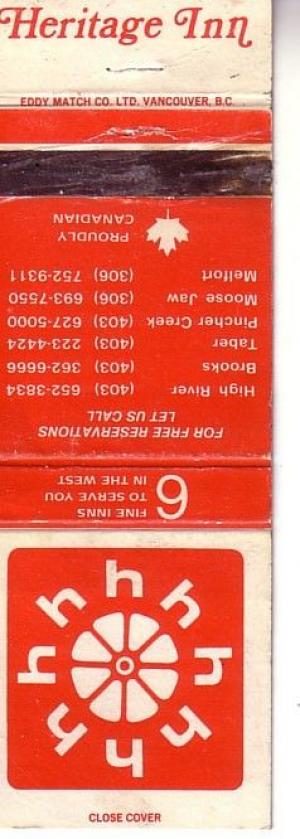 Heritage Inn
EDDY MATCH CO. LTD. VANCOUVER, B.C.
6 FINE INNS
TO SERVE YOU
IN THE WEST
FOR FREE RESERVATIONS
LET US CALL
High River (403) 652-3834
Brooks (403) 362-6666
Taber (403) 223-4424
Pincher Creek (403) 627-5000
Moose Jaw (306) 693-7550
Melfort (306) 752-9311
PROUDLY
CANADIAN
h h h h h h h h
CLOSE COVER